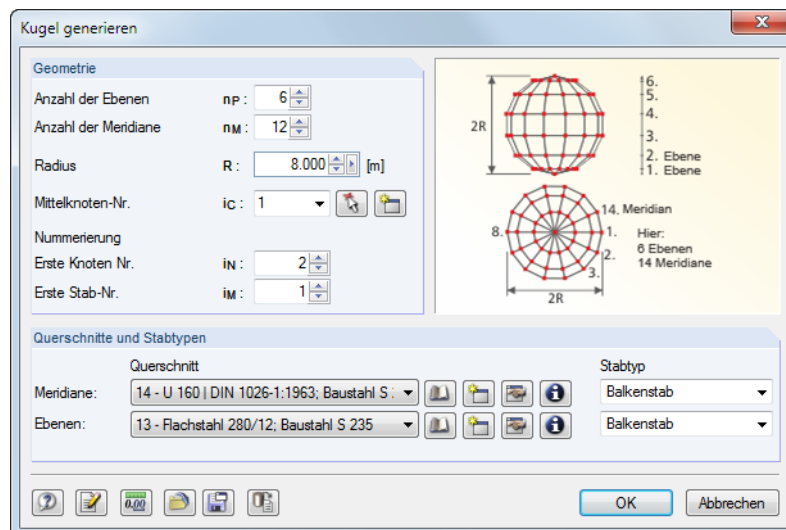 Kugel generieren
Geometrie
Anzahl der Ebenen nP : 6
Anzahl der Meridiane nM : 12
Radius R : 8.000 [m]
Mittelknoten-Nr. iC : 1
Nummerierung
Erste Knoten Nr. iN : 2
Erste Stab-Nr. iM : 1
2R
6.
5.
4.
3.
2. Ebene
1. Ebene
14. Meridian
8.
1.
2.
3.
Hier:
6 Ebenen
14 Meridiane
2R
Querschnitte und Stabtypen
Querschnitt Stabtyp
Meridiane: 14 - U 160 | DIN 1026-1:1963; Baustahl S Balkenstab
Ebenen: 13 - Flachstahl 280/12; Baustahl S 235 Balkenstab
0.00
OK Abbrechen